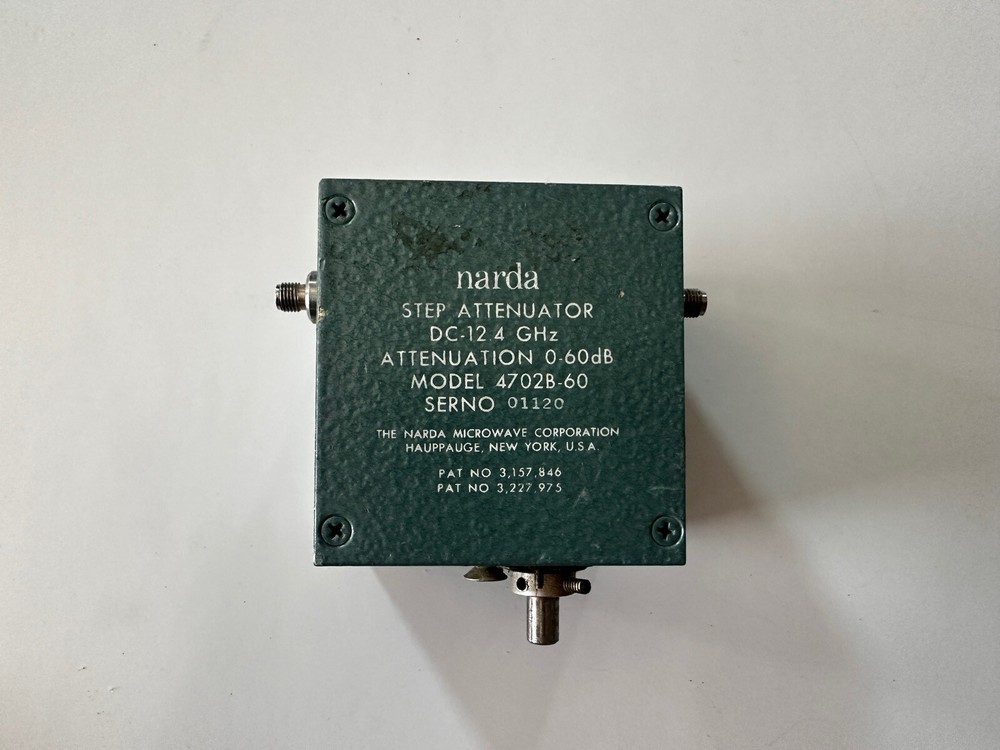 narda
STEP ATTENUATOR
DC-12.4 GHz
ATTENUATION 0-60dB
MODEL 4702B-60
SERNO 01120
THE NARDA MICROWAVE CORPORATION
HAUPPAUGE, NEW YORK, U.S.A.
PAT NO 3,157,846
PAT NO 3,227,975